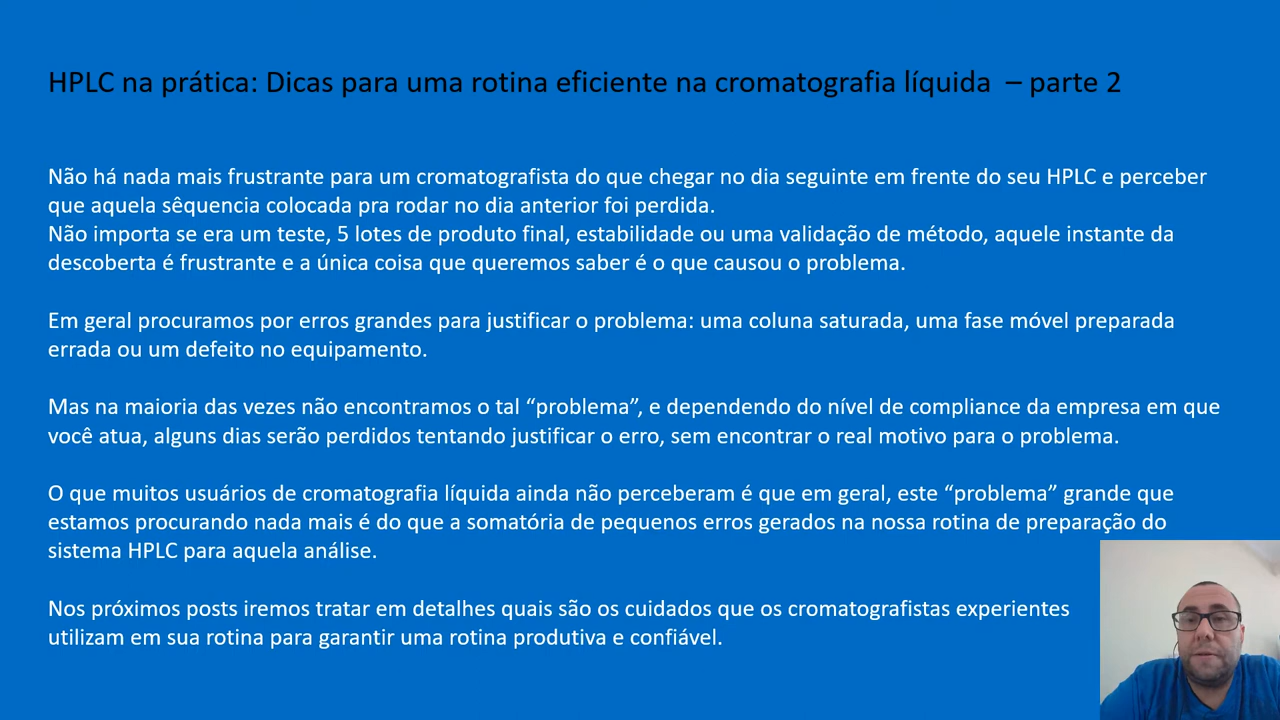 HPLC na prática: Dicas para uma rotina eficiente na cromatografia líquida – parte 2
Não há nada mais frustrante para um cromatografista do que chegar no dia seguinte em frente do seu HPLC e perceber
que aquela sêquencia colocada pra rodar no dia anterior foi perdida.
Não importa se era um teste, 5 lotes de produto final, estabilidade ou uma validação de método, aquele instante da
descoberta é frustrante e a única coisa que queremos saber é o que causou o problema.
Em geral procuramos por erros grandes para justificar o problema: uma coluna saturada, uma fase móvel preparada
errada ou um defeito no equipamento.
Mas na maioria das vezes não encontramos o tal “problema”, e dependendo do nível de compliance da empresa em que
você atua, alguns dias serão perdidos tentando justificar o erro, sem encontrar o real motivo para o problema.
O que muitos usuários de cromatografia líquida ainda não perceberam é que em geral, este “problema” grande que
estamos procurando nada mais é do que a somatória de pequenos erros gerados na nossa rotina de preparação do
sistema HPLC para aquela análise.
Nos próximos posts iremos tratar em detalhes quais são os cuidados que os cromatografistas experientes
utilizam em sua rotina para garantir uma rotina produtiva e confiável.